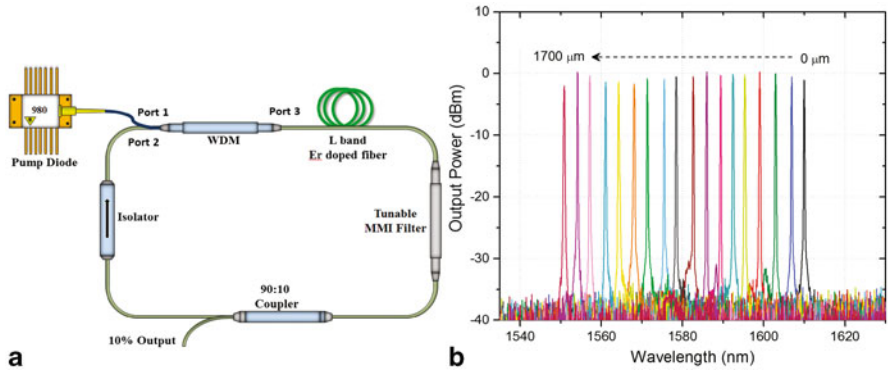 980
Pump Diode
Port 1
Port 2
Port 3
WDM
L band
Er doped fiber
Isolator
Tunable
MMI Filter
90:10
Coupler
10% Output
a
b
Output Power (dBm)
10
0
-10
-20
-30
-40
1700 μm
0 μm
1540
1560
1580
1600
1620
Wavelength (nm)